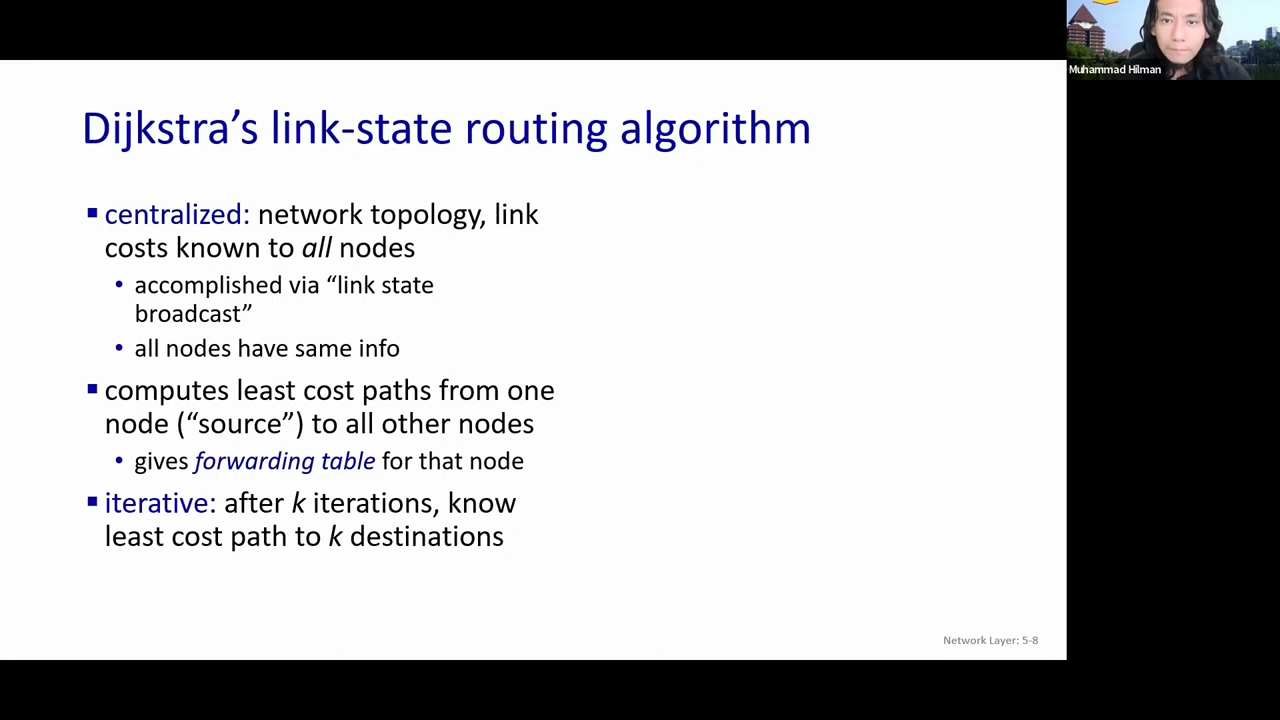 Muhammad Hilman
Dijkstra’s link-state routing algorithm
▪ centralized: network topology, link
costs known to all nodes
• accomplished via “link state
broadcast”
• all nodes have same info
▪ computes least cost paths from one
node (“source”) to all other nodes
• gives forwarding table for that node
▪ iterative: after k iterations, know
least cost path to k destinations
Network Layer: 5-8